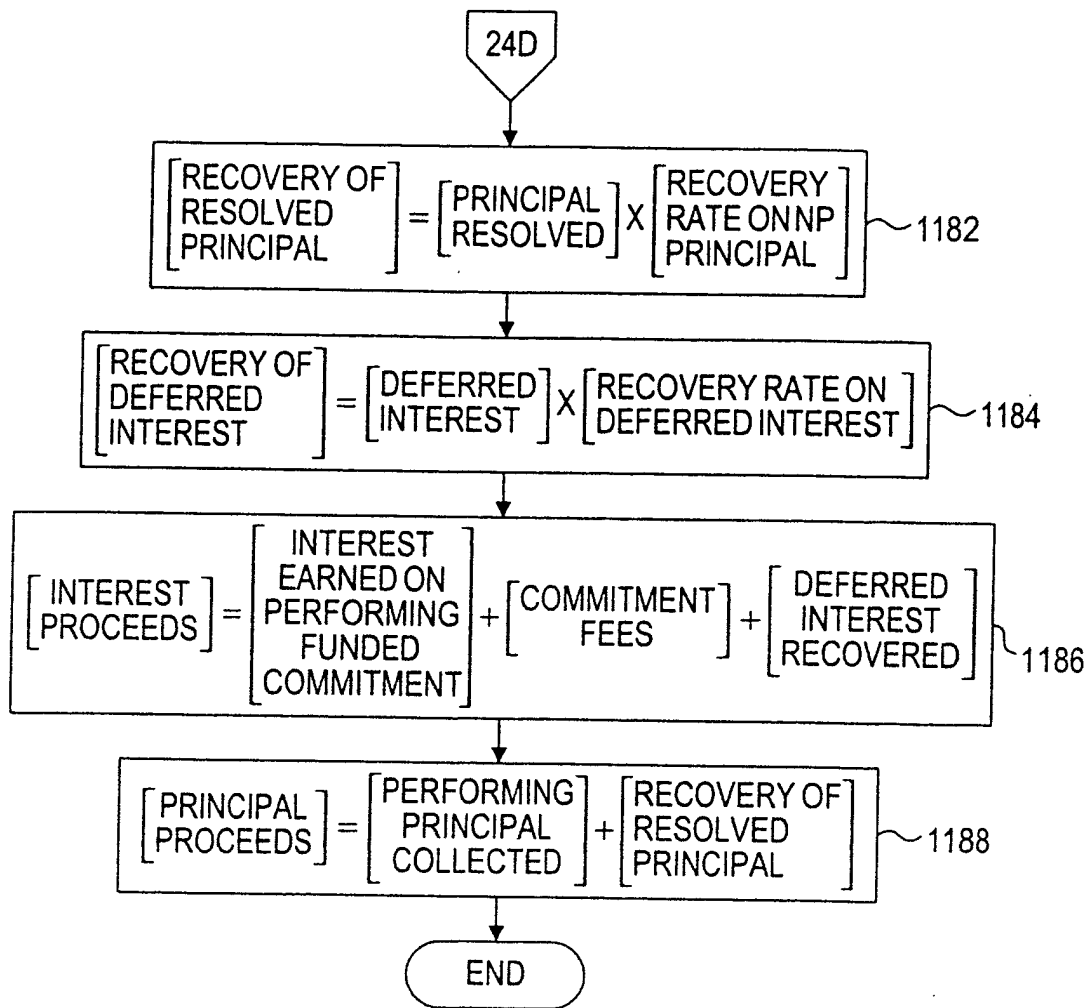 24D
[RECOVERY OF RESOLVED PRINCIPAL] = [PRINCIPAL RESOLVED] X [RECOVERY RATE ON NP PRINCIPAL]
1182
[RECOVERY OF DEFERRED INTEREST] = [DEFERRED INTEREST] X [RECOVERY RATE ON DEFERRED INTEREST]
1184
[INTEREST PROCEEDS] = [INTEREST EARNED ON PERFORMING FUNDED COMMITMENT] + [COMMITMENT FEES] + [DEFERRED INTEREST RECOVERED]
1186
[PRINCIPAL PROCEEDS] = [PERFORMING PRINCIPAL COLLECTED] + [RECOVERY OF RESOLVED PRINCIPAL]
1188
END